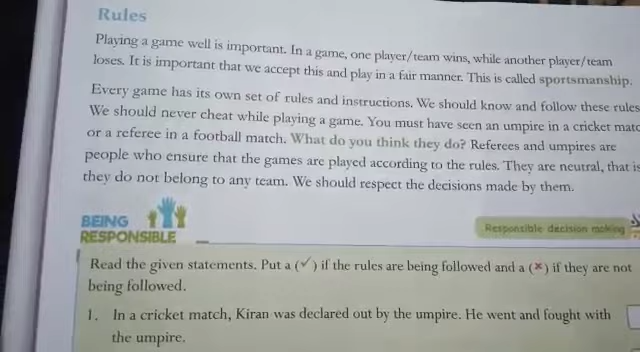 Rules
Playing a game well is important. In a game, one player/team wins, while another player/team
loses. It is important that we accept this and play in a fair manner. This is called sportsmanship.
Every game has its own set of rules and instructions. We should know and follow these rules
We should never cheat while playing a game. You must have seen an umpire in a cricket matc
or a referee in a football match. What do you think they do? Referees and umpires are
people who ensure that the games are played according to the rules. They are neutral, that is
they do not belong to any team. We should respect the decisions made by them.
BEING
RESPONSIBLE
Responsible decision making
Read the given statements. Put a (✓) if the rules are being followed and a (×) if they are not
being followed.
1. In a cricket match, Kiran was declared out by the umpire. He went and fought with
the umpire.